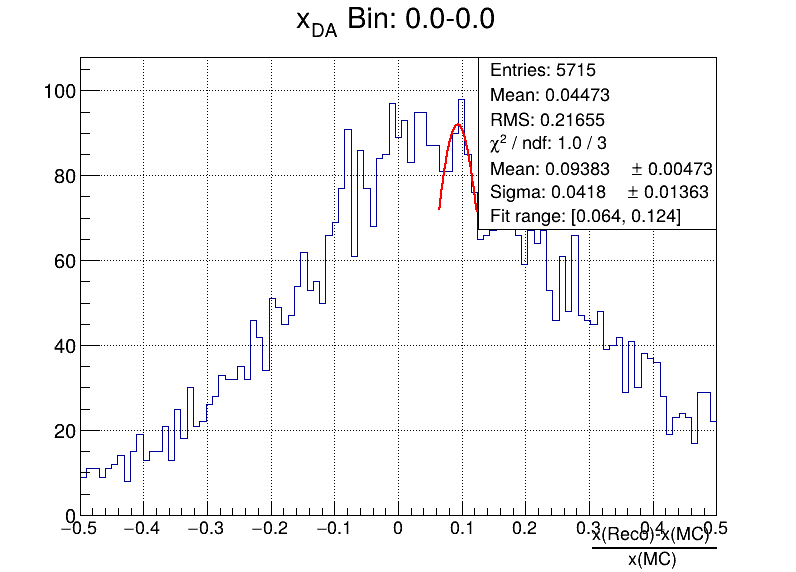 x_DA Bin: 0.0-0.0
Entries: 5715
Mean: 0.04473
RMS: 0.21655
χ² / ndf: 1.0 / 3
Mean: 0.09383 ± 0.00473
Sigma: 0.0418 ± 0.01363
Fit range: [0.064, 0.124]
100
80
60
40
20
0
−0.5 −0.4 −0.3 −0.2 −0.1 0 0.1 0.2 0.3 0.4 0.5
x(Reco)-x(MC)
x(MC)